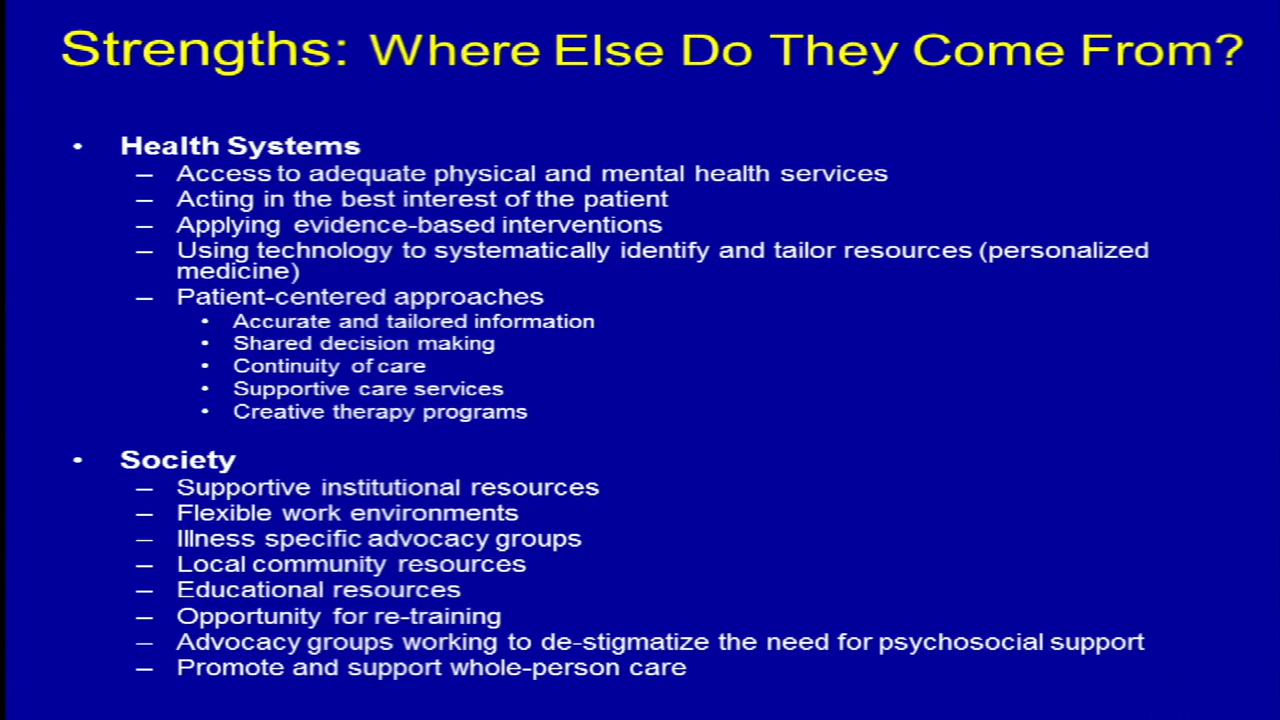 Strengths: Where Else Do They Come From?
• Health Systems
– Access to adequate physical and mental health services
– Acting in the best interest of the patient
– Applying evidence-based interventions
– Using technology to systematically identify and tailor resources (personalized
medicine)
– Patient-centered approaches
• Accurate and tailored information
• Shared decision making
• Continuity of care
• Supportive care services
• Creative therapy programs
• Society
– Supportive institutional resources
– Flexible work environments
– Illness specific advocacy groups
– Local community resources
– Educational resources
– Opportunity for re-training
– Advocacy groups working to de-stigmatize the need for psychosocial support
– Promote and support whole-person care